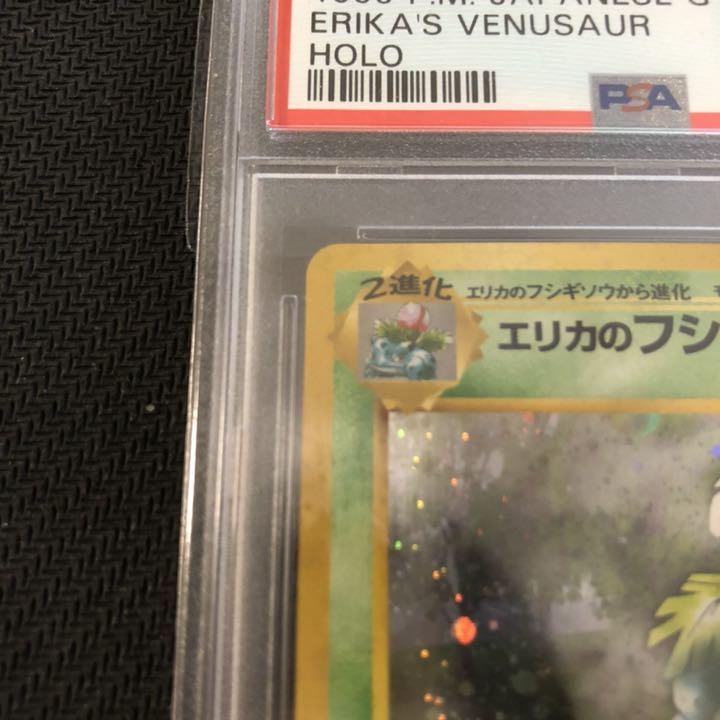 P.M. JAPANESE G
ERIKA'S VENUSAUR
HOLO
PSA
2進化 エリカのフシギソウから進化
エリカのフシ